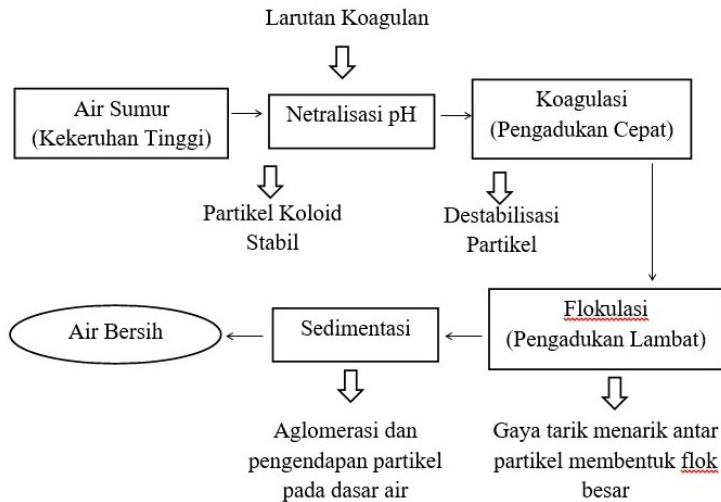 Larutan Koagulan
Air Sumur
(Kekeruhan Tinggi)
Netralisasi pH
Koagulasi
(Pengadukan Cepat)
Partikel Koloid
Stabil
Destabilisasi
Partikel
Flokulasi
(Pengadukan Lambat)
Sedimentasi
Air Bersih
Aglomerasi dan
pengendapan partikel
pada dasar air
Gaya tarik menarik antar
partikel membentuk flok
besar